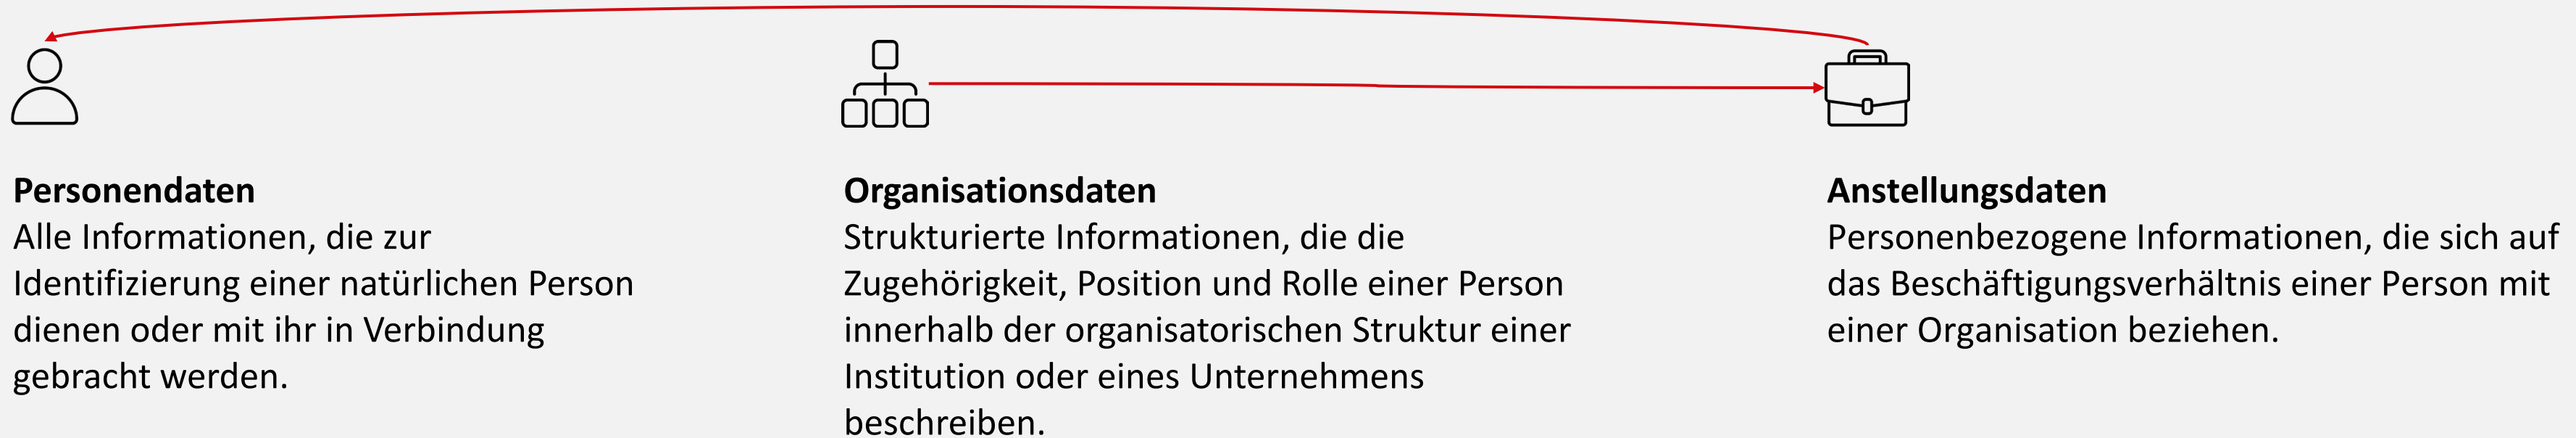 Personendaten
Alle Informationen, die zur
Identifizierung einer natürlichen Person
dienen oder mit ihr in Verbindung
gebracht werden.
Organisationsdaten
Strukturierte Informationen, die die
Zugehörigkeit, Position und Rolle einer Person
innerhalb der organisatorischen Struktur einer
Institution oder eines Unternehmens
beschreiben.
Anstellungsdaten
Personenbezogene Informationen, die sich auf
das Beschäftigungsverhältnis einer Person mit
einer Organisation beziehen.